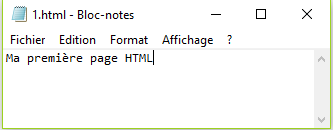 1.html - Bloc-notes
Fichier Edition Format Affichage ?
Ma première page HTML